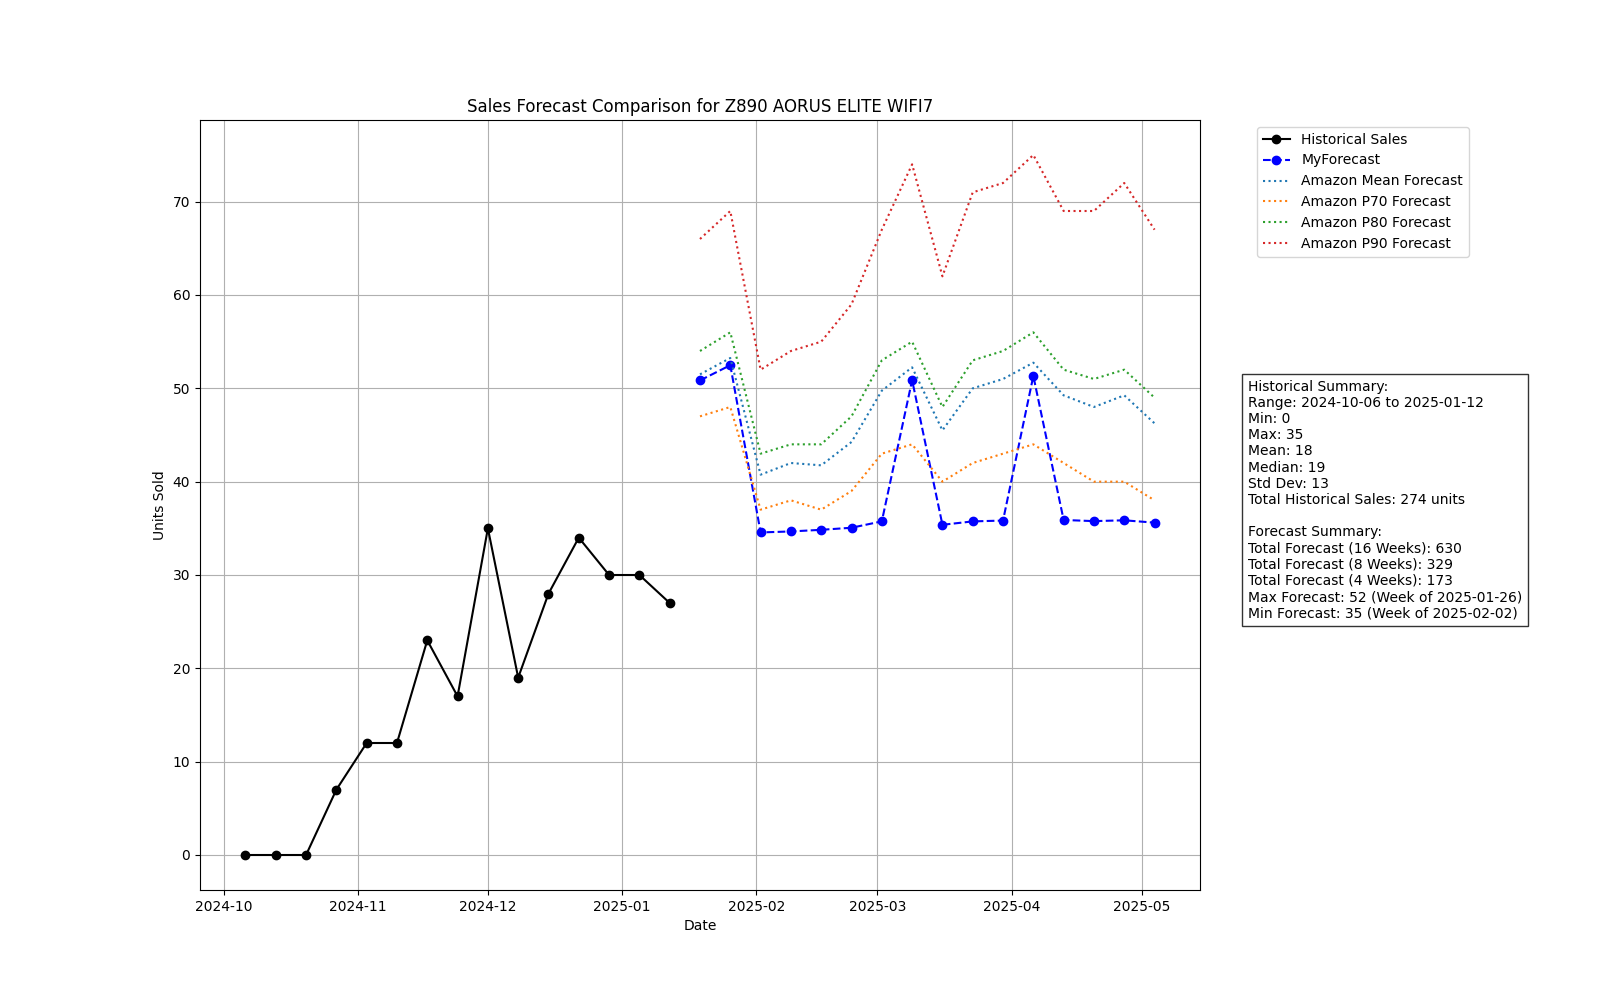 Sales Forecast Comparison for Z890 AORUS ELITE WIFI7
Units Sold
70
60
50
40
30
20
10
0
2024-10
2024-11
2024-12
2025-01
2025-02
2025-03
2025-04
2025-05
Date
Historical Sales
MyForecast
Amazon Mean Forecast
Amazon P70 Forecast
Amazon P80 Forecast
Amazon P90 Forecast
Historical Summary:
Range: 2024-10-06 to 2025-01-12
Min: 0
Max: 35
Mean: 18
Median: 19
Std Dev: 13
Total Historical Sales: 274 units
Forecast Summary:
Total Forecast (16 Weeks): 630
Total Forecast (8 Weeks): 329
Total Forecast (4 Weeks): 173
Max Forecast: 52 (Week of 2025-01-26)
Min Forecast: 35 (Week of 2025-02-02)